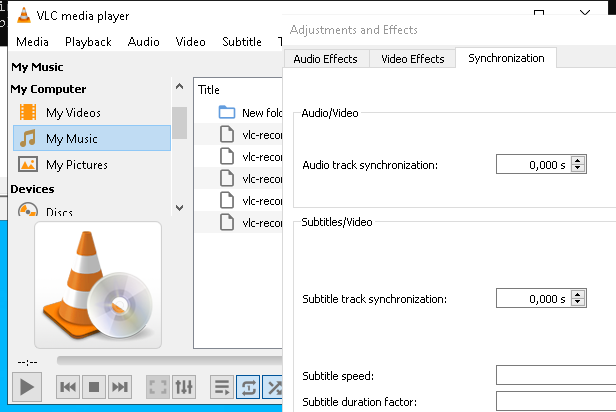 VLC media player
Media Playback Audio Video Subtitle
My Music
My Computer
My Videos
My Music
My Pictures
Devices
Discs
Title
New fold
vlc-recor
vlc-recor
vlc-recor
vlc-recor
vlc-recor
--:--
Adjustments and Effects
Audio Effects Video Effects Synchronization
Audio/Video
Audio track synchronization: 0,000 s
Subtitles/Video
Subtitle track synchronization: 0,000 s
Subtitle speed:
Subtitle duration factor: